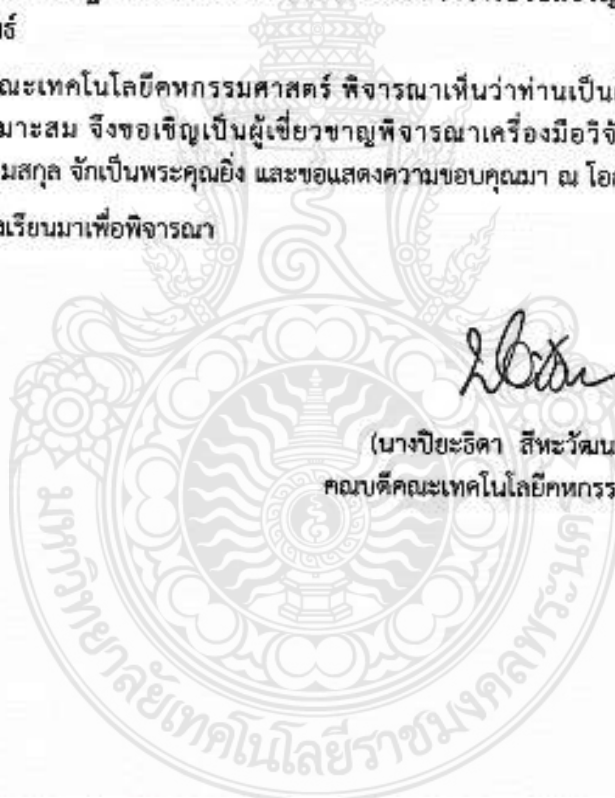 ณะเทคโนโลยีคหกรรมศาสตร์ พิจารณาเห็นว่าท่านเป็น
มาะสม จึงขอเชิญเป็นผู้เชี่ยวชาญพิจารณาเครื่องมือวิจั
มสกุล จักเป็นพระคุณยิ่ง และขอแสดงความขอบคุณมา ณ โอ
เรียนมาเพื่อพิจารณา
(นางปิยะธิดา สีหะวัฒน
คณบดีคณะเทคโนโลยีคหกรร
มหาวิทยาลัยเทคโนโลยีราชมงคลพระนคร